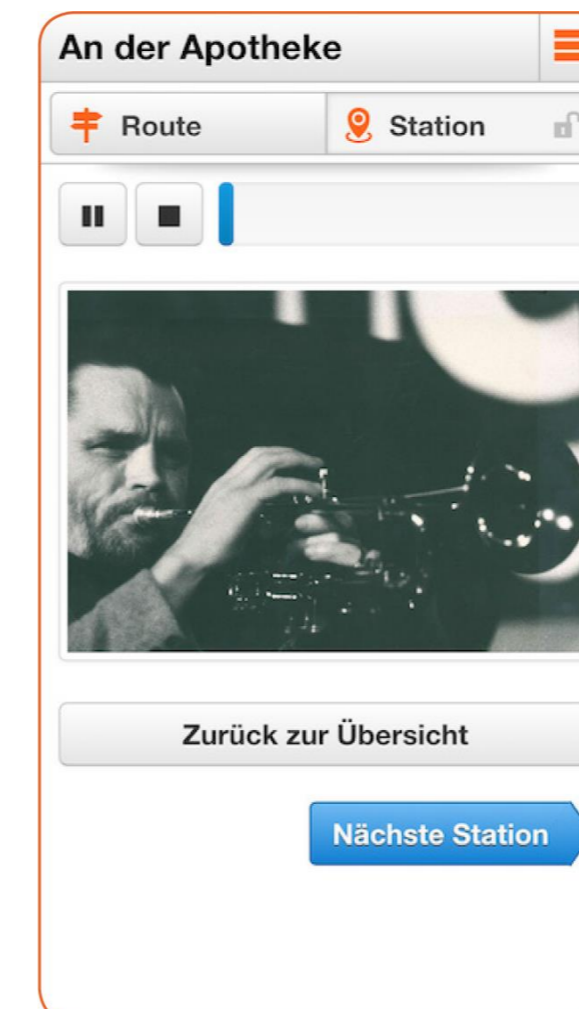 An der Apotheke
Route
Station
Zurück zur Übersicht
Nächste Station